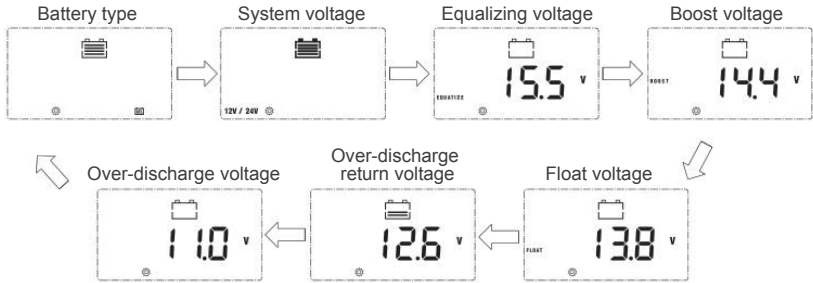 Battery type
System voltage
Equalizing voltage
Boost voltage
12V / 24V
EQUALIZE
15.5 V
BOOST
14.4 V
Over-discharge voltage
Over-discharge
return voltage
Float voltage
11.0 V
12.6 V
FLOAT
13.8 V